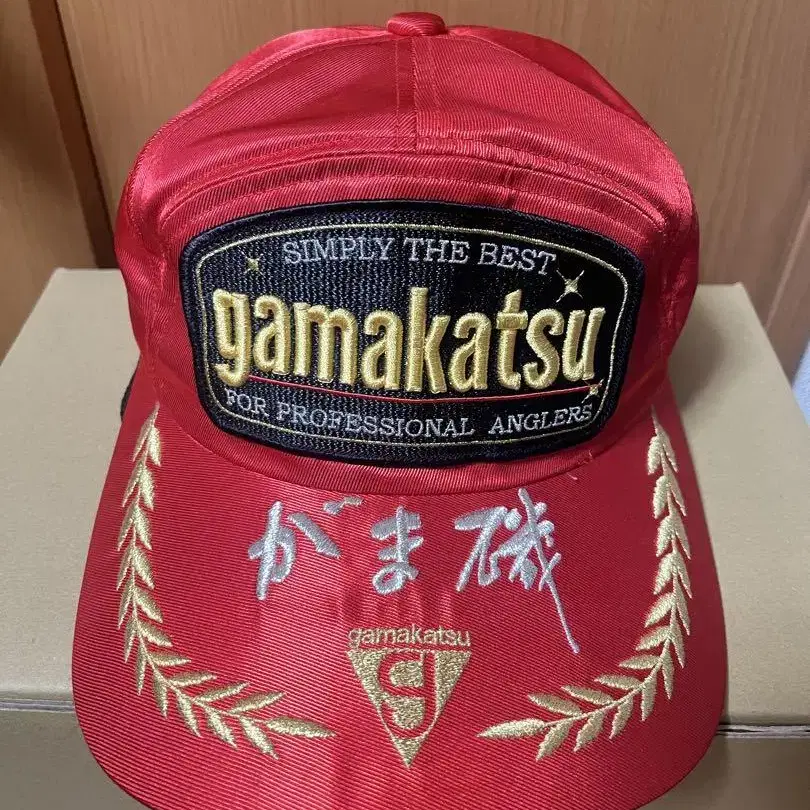 SIMPLY THE BEST
gamakatsu
FOR PROFESSIONAL ANGLERS
がま磯
gamakatsu
g